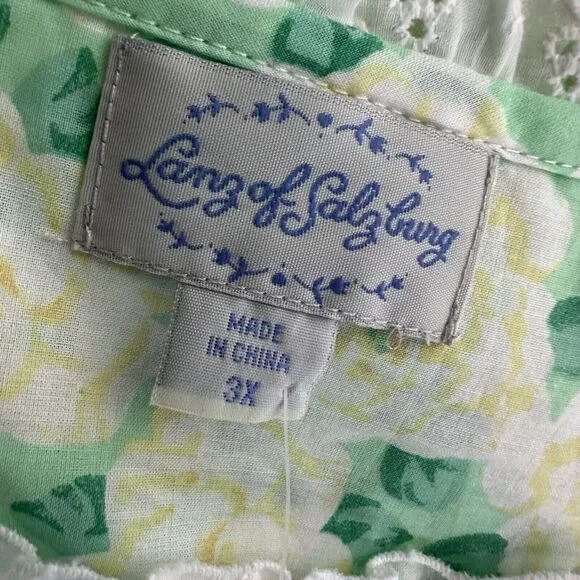 Lanz of Salzburg
MADE
IN CHINA
3X